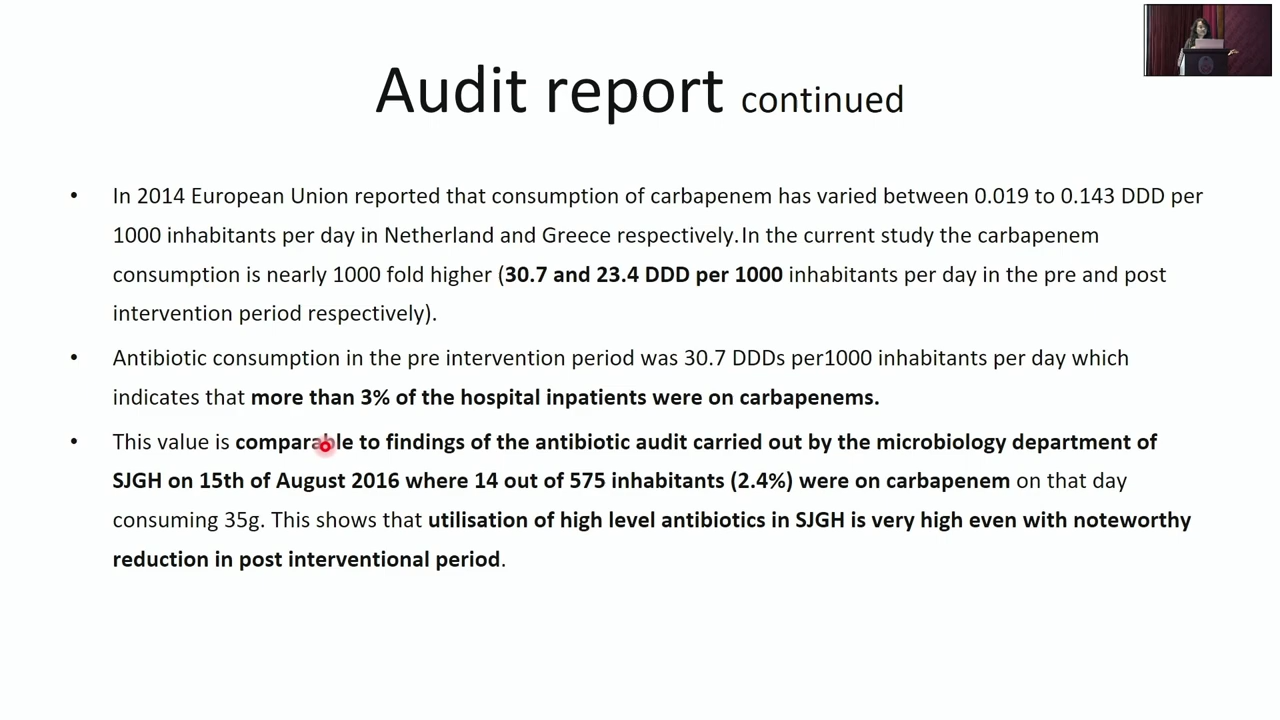 Audit report continued
• In 2014 European Union reported that consumption of carbapenem has varied between 0.019 to 0.143 DDD per
1000 inhabitants per day in Netherland and Greece respectively.In the current study the carbapenem
consumption is nearly 1000 fold higher (30.7 and 23.4 DDD per 1000 inhabitants per day in the pre and post
intervention period respectively).
• Antibiotic consumption in the pre intervention period was 30.7 DDDs per1000 inhabitants per day which
indicates that more than 3% of the hospital inpatients were on carbapenems.
• This value is comparable to findings of the antibiotic audit carried out by the microbiology department of
SJGH on 15th of August 2016 where 14 out of 575 inhabitants (2.4%) were on carbapenem on that day
consuming 35g. This shows that utilisation of high level antibiotics in SJGH is very high even with noteworthy
reduction in post interventional period.